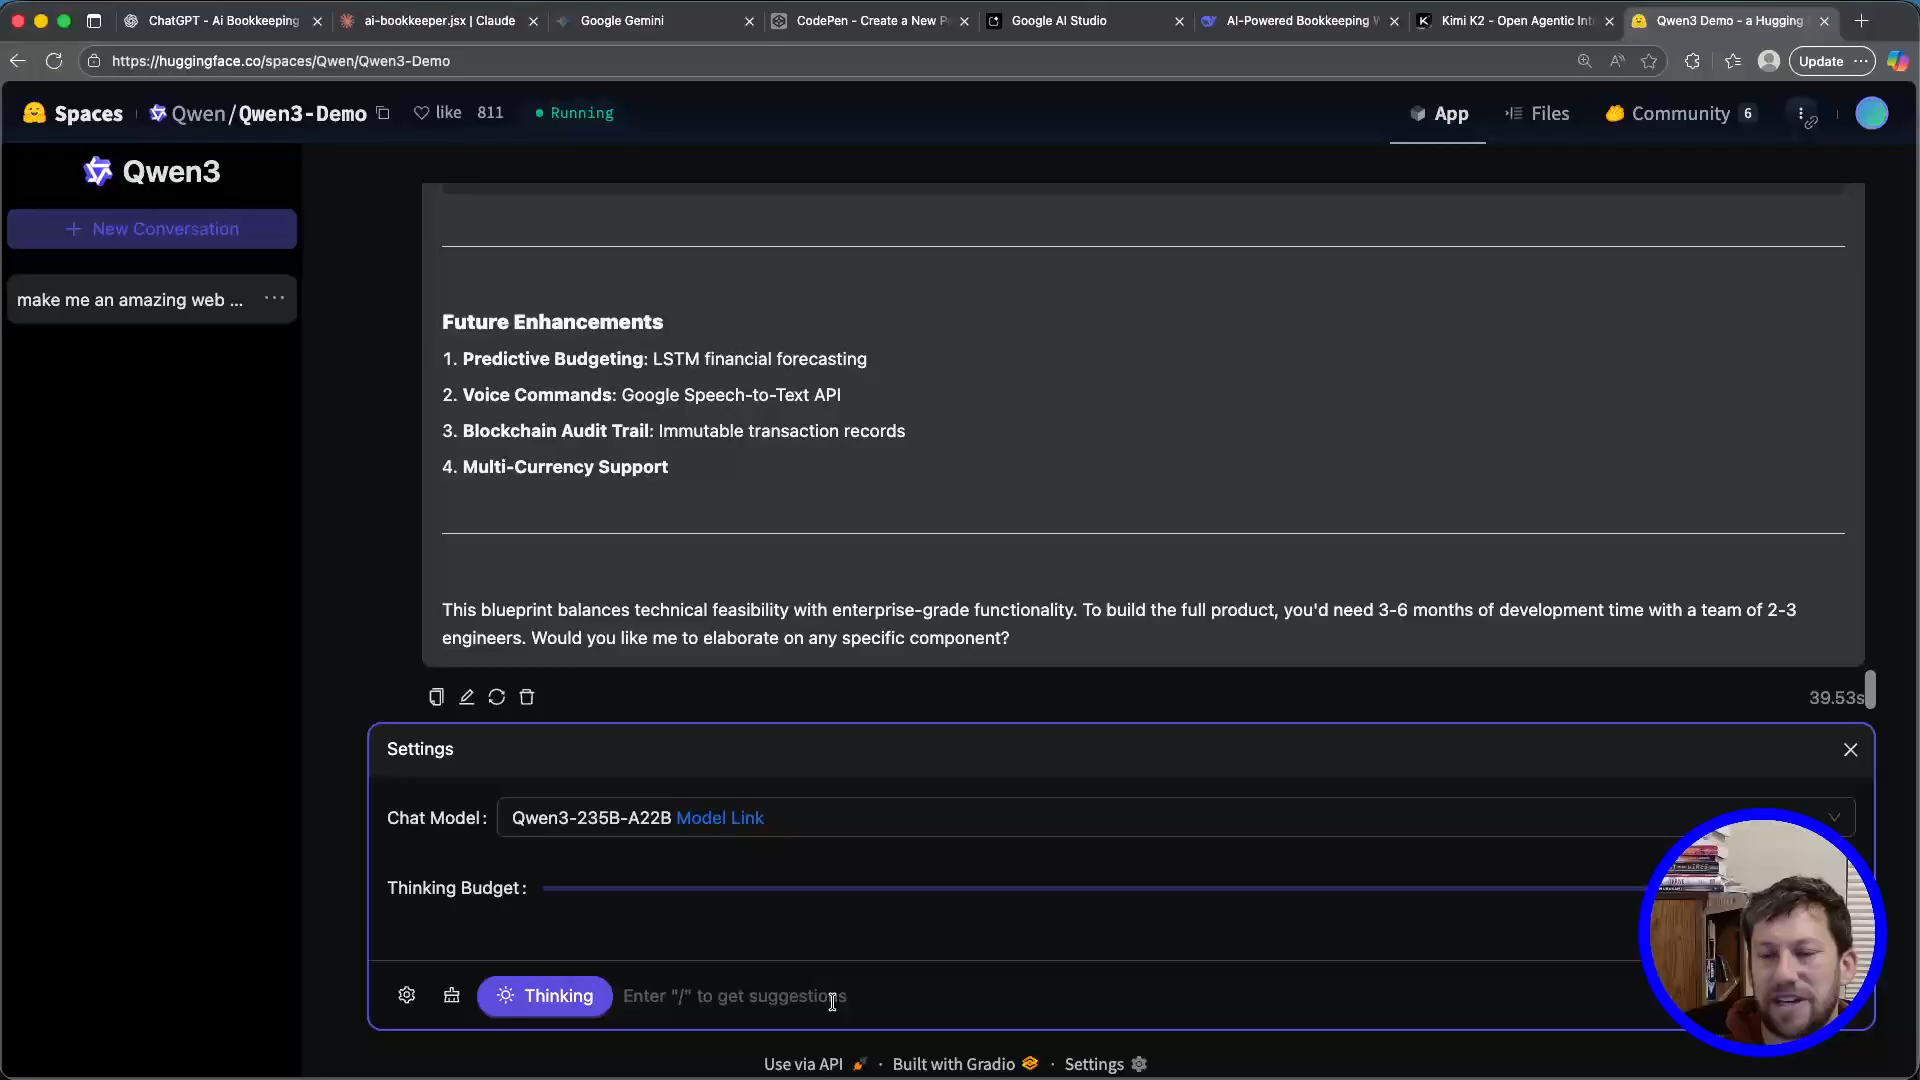 ChatGPT - Ai Bookkeeping
ai-bookkeeper.jsx | Claude
Google Gemini
CodePen - Create a New P
Google AI Studio
AI-Powered Bookkeeping W
Kimi K2 - Open Agentic Int
Qwen3 Demo - a Hugging
https://huggingface.co/spaces/Qwen/Qwen3-Demo
Update
Spaces
Qwen/Qwen3-Demo
like 811
Running
App
Files
Community 6
Qwen3
+ New Conversation
make me an amazing web ...
Future Enhancements
1. Predictive Budgeting: LSTM financial forecasting
2. Voice Commands: Google Speech-to-Text API
3. Blockchain Audit Trail: Immutable transaction records
4. Multi-Currency Support
This blueprint balances technical feasibility with enterprise-grade functionality. To build the full product, you'd need 3-6 months of development time with a team of 2-3
engineers. Would you like me to elaborate on any specific component?
39.53s
Settings
Chat Model: Qwen3-235B-A22B Model Link
Thinking Budget:
Thinking
Enter "/" to get suggestions
Use via API · Built with Gradio · Settings